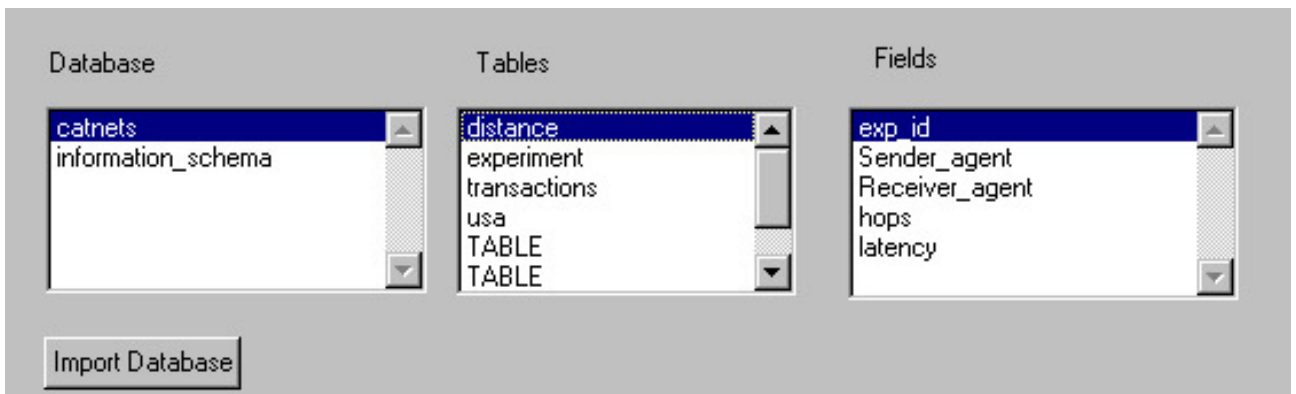 Database
catnets
information_schema
Tables
distance
experiment
transactions
usa
TABLE
TABLE
Fields
exp_id
Sender_agent
Receiver_agent
hops
latency
Import Database